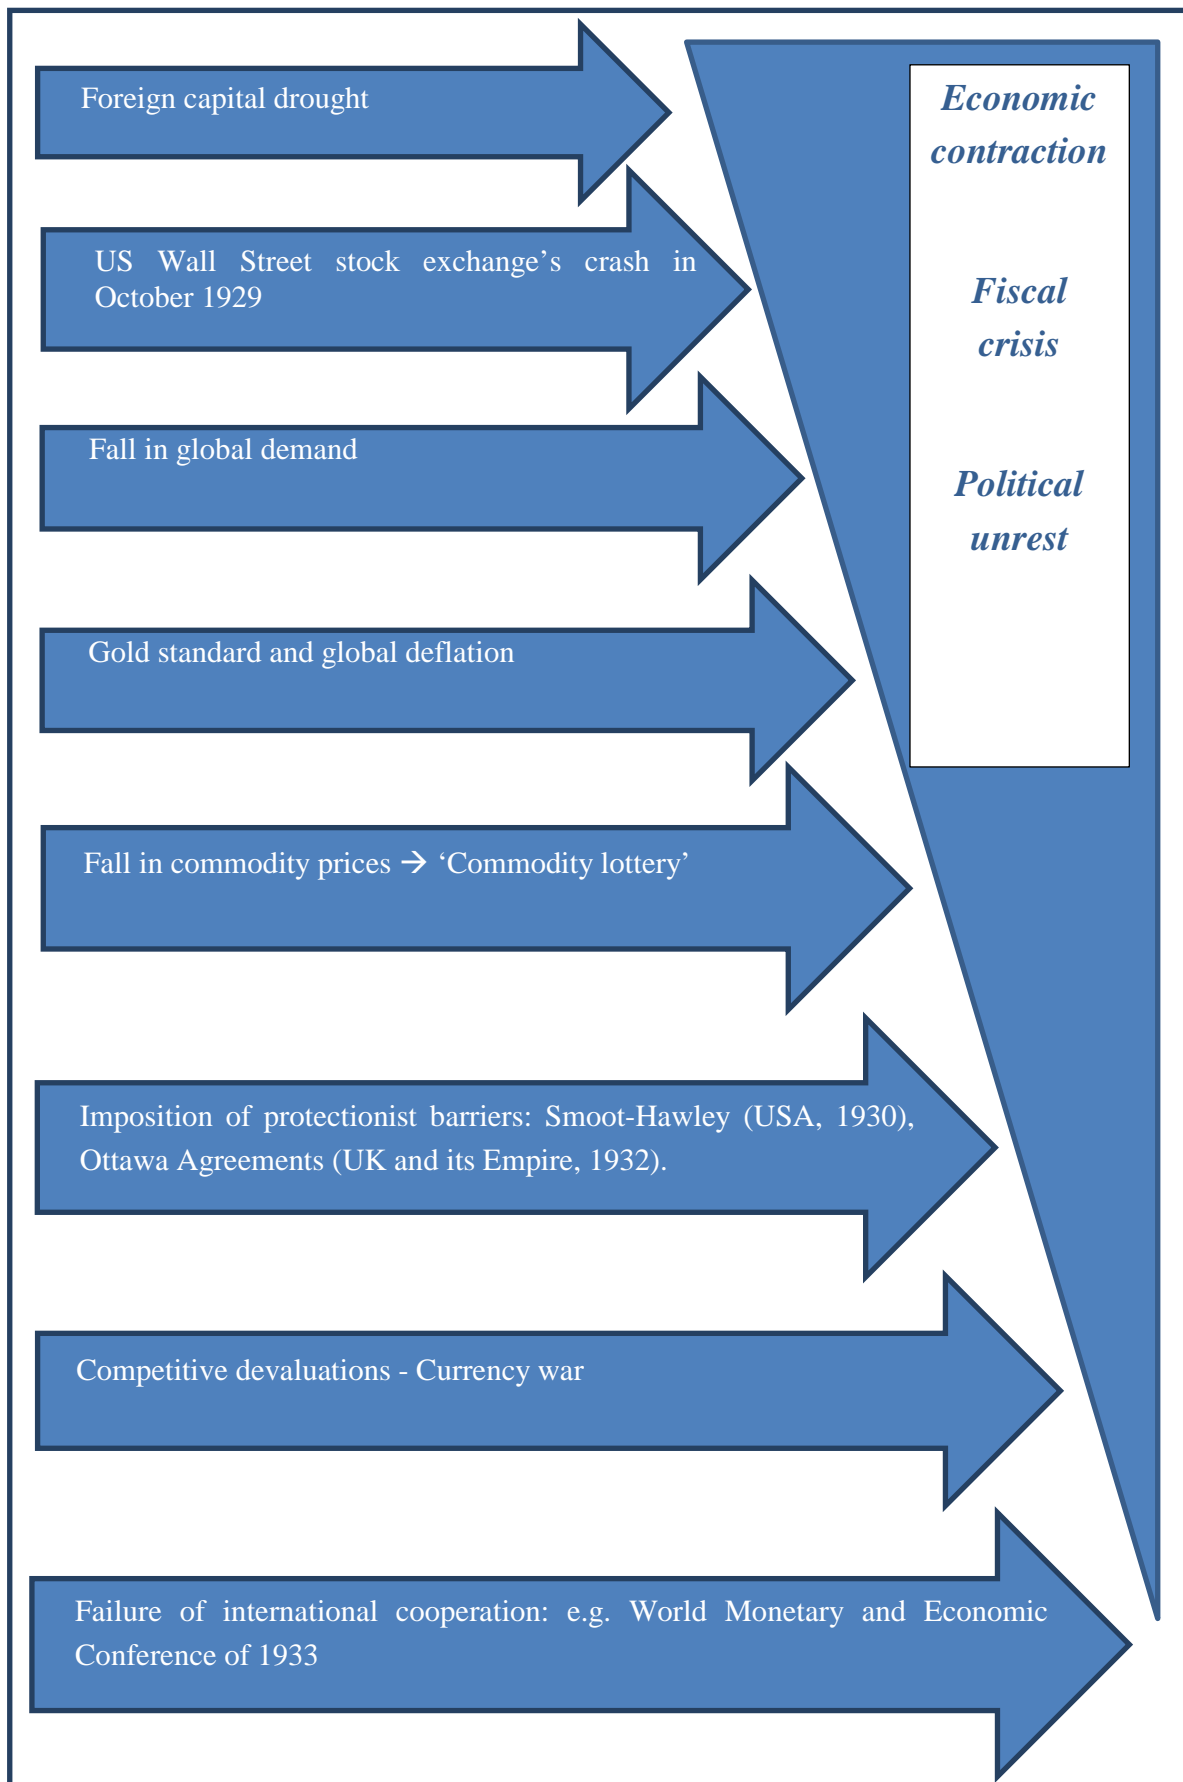 Foreign capital drought
US Wall Street stock exchange’s crash in
October 1929
Fall in global demand
Gold standard and global deflation
Fall in commodity prices → ‘Commodity lottery’
Imposition of protectionist barriers: Smoot-Hawley (USA, 1930),
Ottawa Agreements (UK and its Empire, 1932).
Competitive devaluations - Currency war
Failure of international cooperation: e.g. World Monetary and Economic
Conference of 1933
Economic
contraction
Fiscal
crisis
Political
unrest